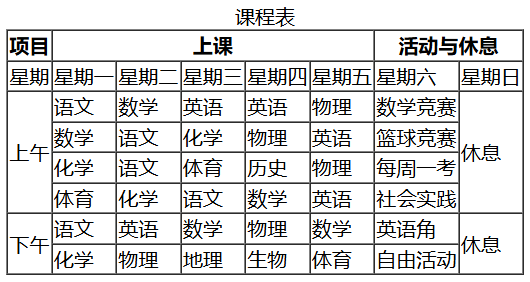 课程表
项目 上课 活动与休息
星期 星期一 星期二 星期三 星期四 星期五 星期六 星期日
上午 语文 数学 英语 英语 物理 数学竞赛 休息
数学 语文 化学 物理 英语 篮球竞赛
化学 语文 体育 历史 物理 每周一考
体育 化学 语文 数学 英语 社会实践
下午 语文 英语 数学 物理 数学 英语角 休息
化学 物理 地理 生物 体育 自由活动